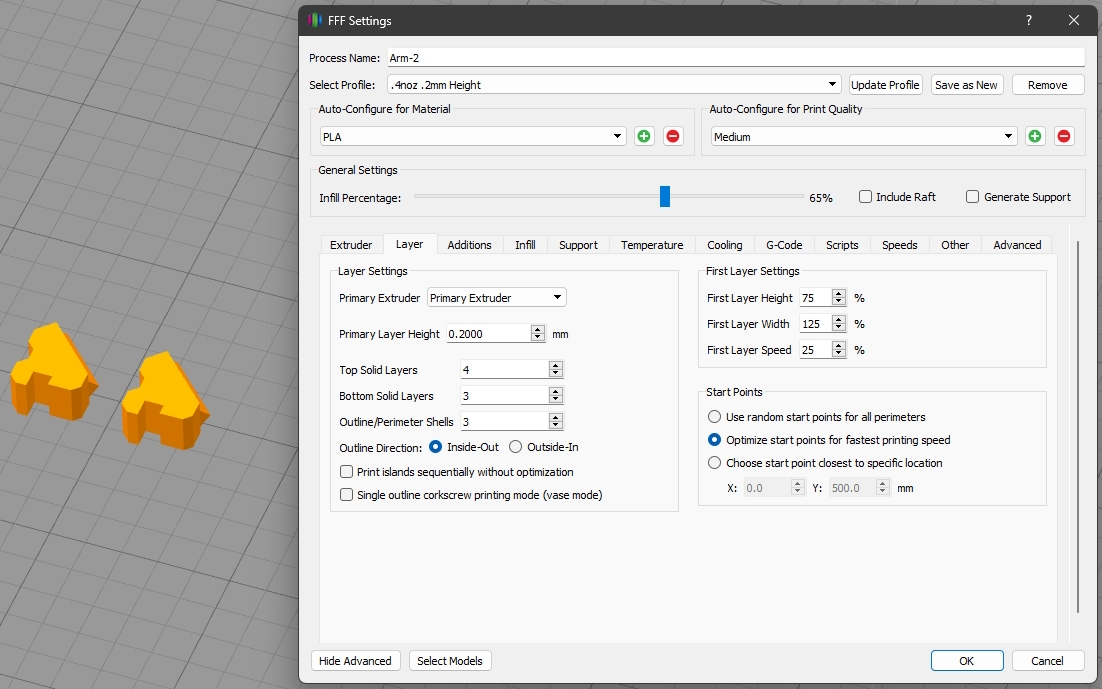 FFF Settings ?
Process Name: Arm-2
Select Profile: .4noz .2mm Height Update Profile Save as New Remove
Auto-Configure for Material Auto-Configure for Print Quality
PLA Medium
General Settings
Infill Percentage: 65% Include Raft Generate Support
Extruder Layer Additions Infill Support Temperature Cooling G-Code Scripts Speeds Other Advanced
Layer Settings
Primary Extruder Primary Extruder
Primary Layer Height 0.2000 mm
Top Solid Layers 4
Bottom Solid Layers 3
Outline/Perimeter Shells 3
Outline Direction: Inside-Out Outside-In
Print islands sequentially without optimization
Single outline corkscrew printing mode (vase mode)
First Layer Settings
First Layer Height 75 %
First Layer Width 125 %
First Layer Speed 25 %
Start Points
Use random start points for all perimeters
Optimize start points for fastest printing speed
Choose start point closest to specific location
X: 0.0 Y: 500.0 mm
Hide Advanced Select Models OK Cancel